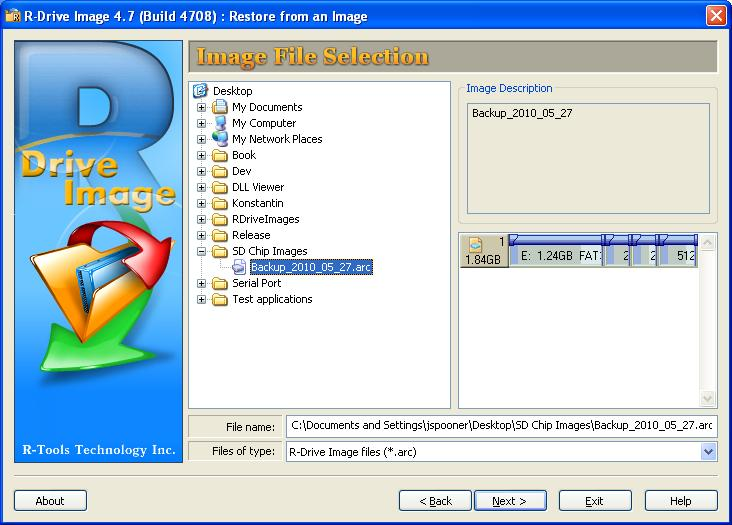 R-Drive Image 4.7 (Build 4708) : Restore from an Image
R
Drive
Image
R-Tools Technology Inc.
Image File Selection
Desktop
My Documents
My Computer
My Network Places
Book
Dev
DLL Viewer
Konstantin
RDriveImages
Release
SD Chip Images
Backup_2010_05_27.arc
Serial Port
Test applications
Image Description
Backup_2010_05_27
1
1.84GB
E: 1.24GB FAT:
2
2
512
File name: C:\Documents and Settings\jspooner\Desktop\SD Chip Images\Backup_2010_05_27.arc
Files of type: R-Drive Image files (*.arc)
About
< Back
Next >
Exit
Help